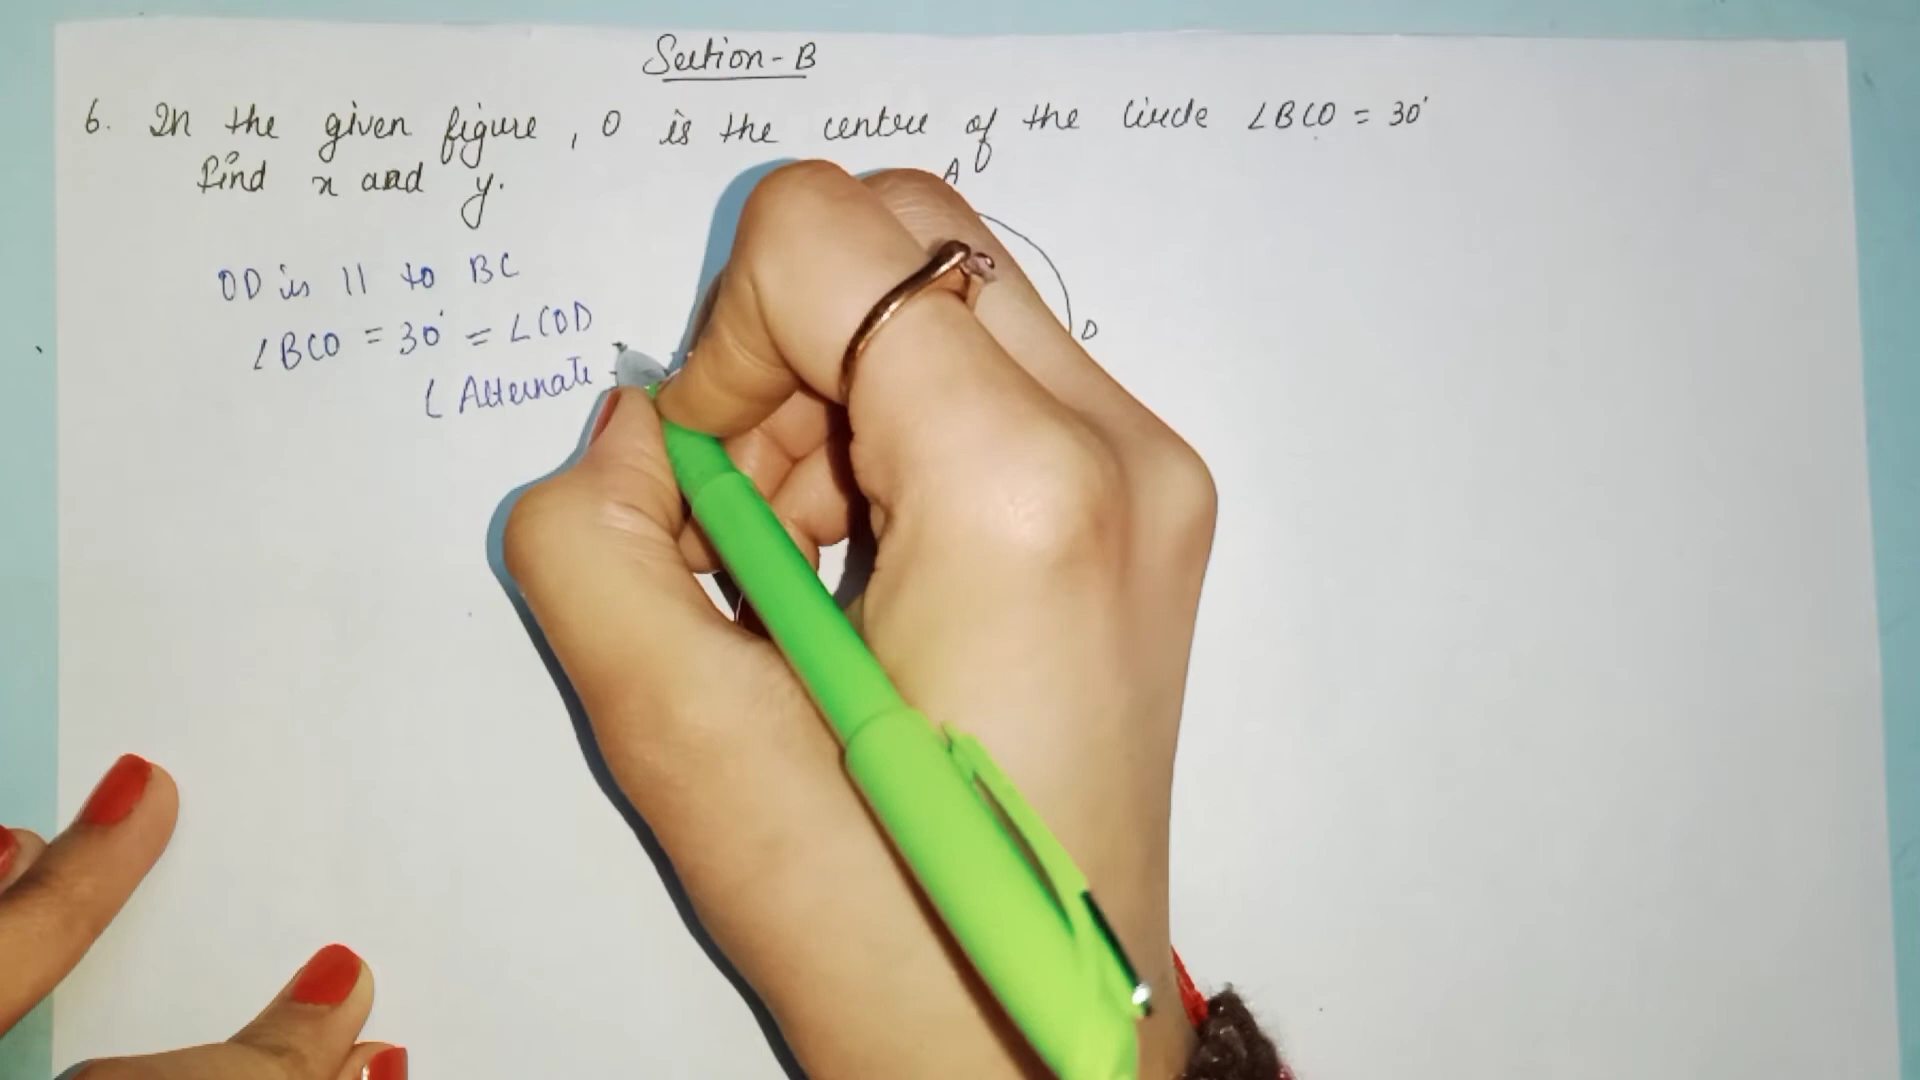 Section - B
6. In the given figure, O is the centre of the circle ∠BCO = 30°
find x and y.
A
OD is || to BC
∠BCO = 30° = ∠COD
D
( Alternate